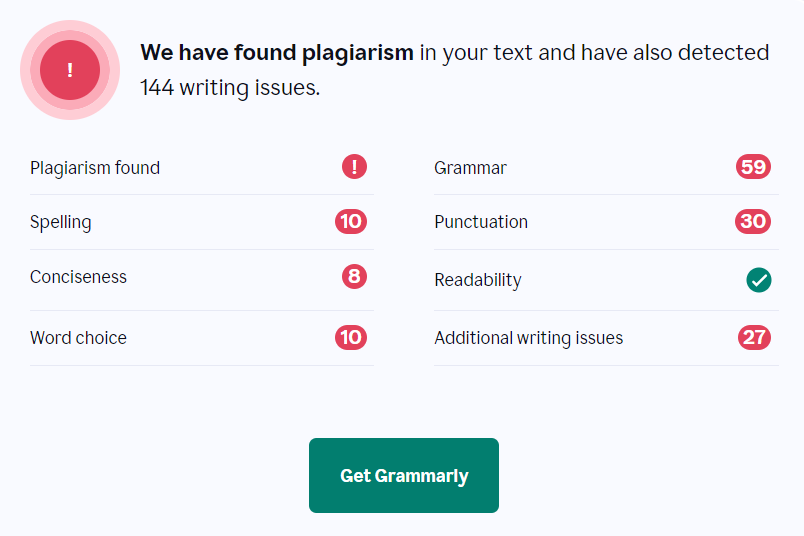 !
We have found plagiarism in your text and have also detected
144 writing issues.
Plagiarism found !
Grammar 59
Spelling 10
Punctuation 30
Conciseness 8
Readability
Word choice 10
Additional writing issues 27
Get Grammarly